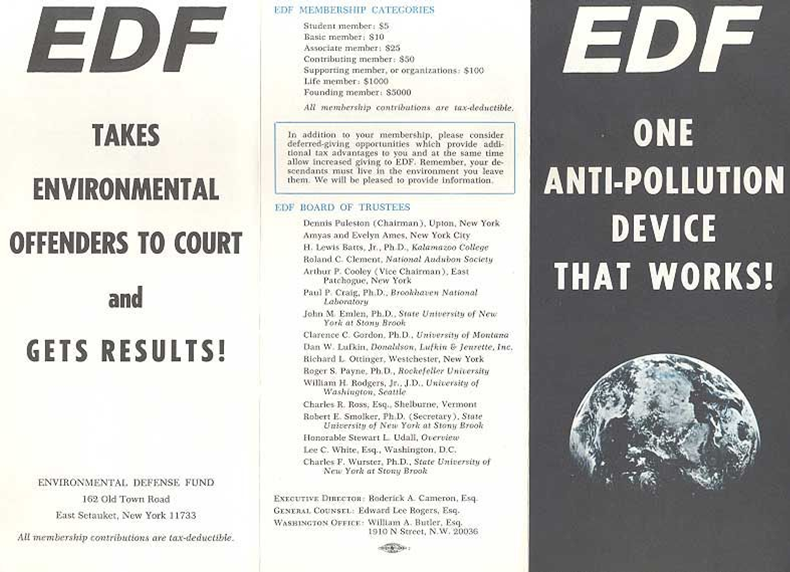 EDF
TAKES
ENVIRONMENTAL
OFFENDERS TO COURT
and
GETS RESULTS!
ENVIRONMENTAL DEFENSE FUND
162 Old Town Road
East Setauket, New York 11733
All membership contributions are tax-deductible.
EDF MEMBERSHIP CATEGORIES
Student member: $5
Basic member: $10
Associate member: $25
Contributing member: $50
Supporting member, or organizations: $100
Life member: $1000
Founding member: $5000
All membership contributions are tax-deductible.
In addition to your membership, please consider
deferred-giving opportunities which provide addi-
tional tax advantages to you and at the same time
allow increased giving to EDF. Remember, your de-
scendants must live in the environment you leave
them. We will be pleased to provide information.
EDF BOARD OF TRUSTEES
Dennis Puleston (Chairman), Upton, New York
Amyas and Evelyn Ames, New York City
H. Lewis Batts, Jr., Ph.D., Kalamazoo College
Roland C. Clement, National Audubon Society
Arthur P. Cooley (Vice Chairman), East
Patchogue, New York
Paul P. Craig, Ph.D., Brookhaven National
Laboratory
John M. Emlen, Ph.D., State University of New
York at Stony Brook
Clarence C. Gordon, Ph.D., University of Montana
Dan W. Lufkin, Donaldson, Lufkin & Jenrette, Inc.
Richard L. Ottinger, Westchester, New York
Roger S. Payne, Ph.D., Rockefeller University
William H. Rodgers, Jr., J.D., University of
Washington, Seattle
Charles R. Ross, Esq., Shelburne, Vermont
Robert E. Smolker, Ph.D. (Secretary), State
University of New York at Stony Brook
Honorable Stewart L. Udall, Overview
Lee C. White, Esq., Washington, D.C.
Charles F. Wurster, Ph.D., State University of
New York at Stony Brook
EXECUTIVE DIRECTOR: Roderick A. Cameron, Esq.
GENERAL COUNSEL: Edward Lee Rogers, Esq.
WASHINGTON OFFICE: William A. Butler, Esq.
1910 N Street, N.W. 20036
EDF
ONE
ANTI-POLLUTION
DEVICE
THAT WORKS!